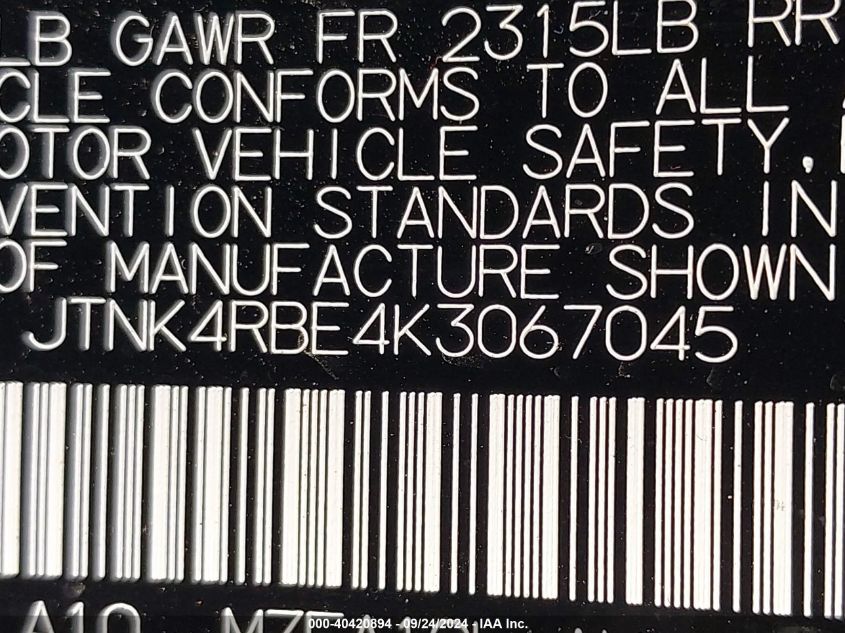 LB GAWR FR 2315LB RR
CLE CONFORMS TO ALL
OTOR VEHICLE SAFETY,
VENTION STANDARDS IN
OF MANUFACTURE SHOWN
JTNK4RBE4K3067045
A10
000-40420894 - 09/24/2024 - IAA Inc.